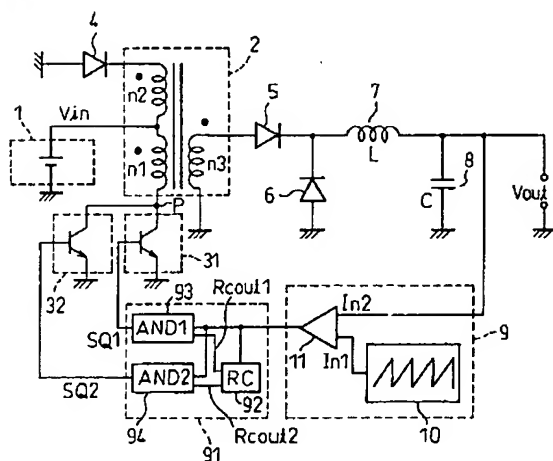 4
2
Vin
n2
5
7
1
n1
n3
L
8
6
C
Vout
P
32
31
93
Rcout1
SQ1
AND1
In2
11
In1
9
SQ2
AND2
RC
94
92
Rcout2
10
91